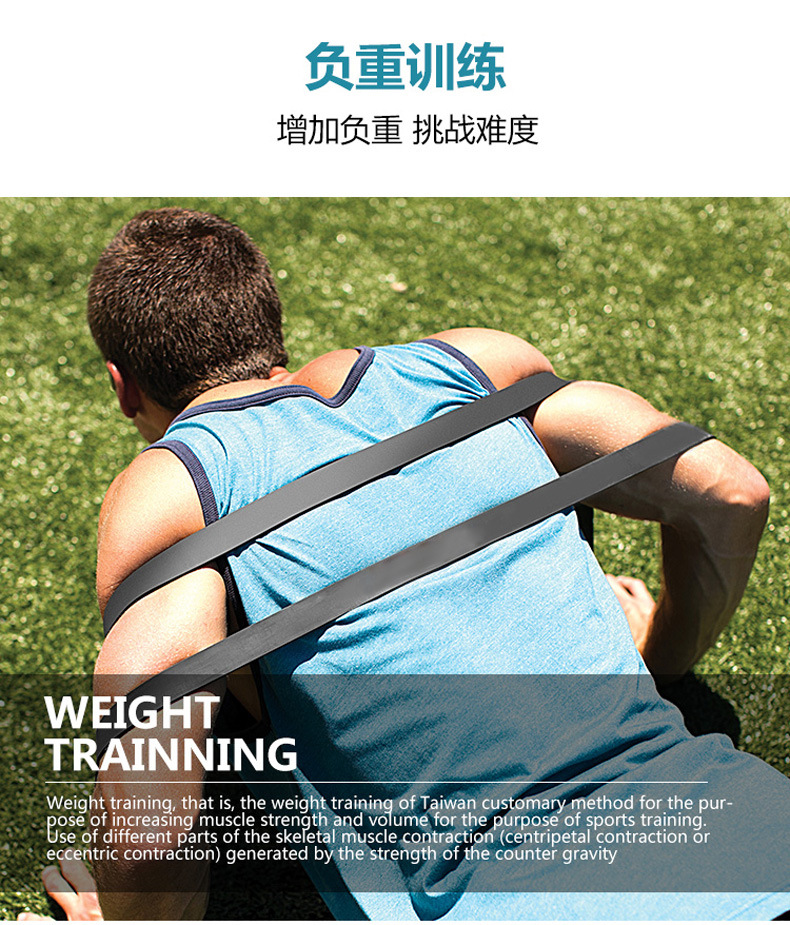 负重训练
增加负重 挑战难度
WEIGHT
TRAINNING
Weight training, that is, the weight training of Taiwan customary method for the pur-
pose of increasing muscle strength and volume for the purpose of sports training.
Use of different parts of the skeletal muscle contraction (centripetal contraction or
eccentric contraction) generated by the strength of the counter gravity